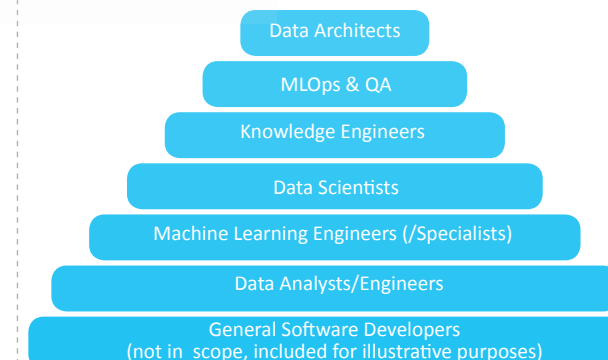 Data Architects
MLOps & QA
Knowledge Engineers
Data Scientists
Machine Learning Engineers (/Specialists)
Data Analysts/Engineers
General Software Developers
(not in scope, included for illustrative purposes)